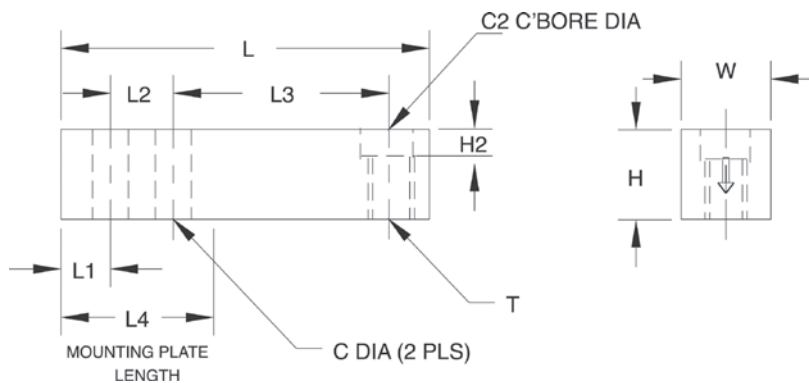 C2 C'BORE DIA
L
W
L2
L3
H2
H
L1
L4
T
MOUNTING PLATE
LENGTH
C DIA (2 PLS)